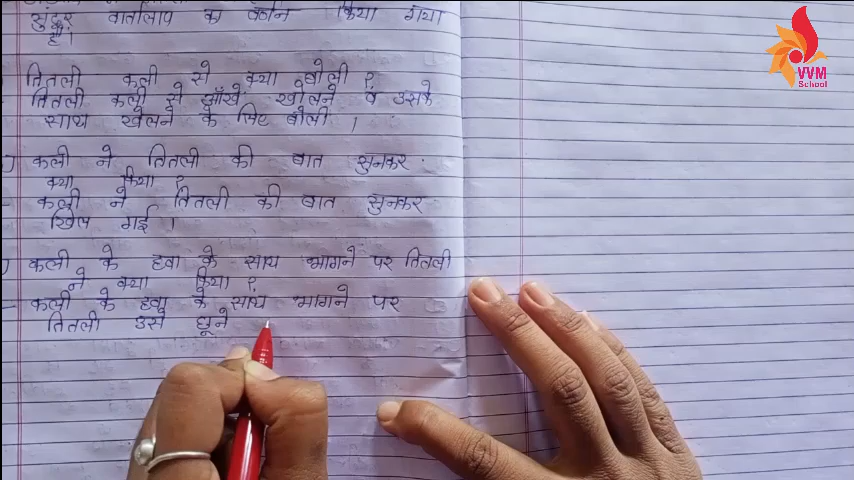 सुंदर वार्तालाप का वर्णन किया गया
है।
तितली कली से क्या बोली ?
- तितली कली से आँखें खोलने व उसके
साथ खेलने के लिए बोली ।
कली ने तितली की बात सुनकर
क्या किया ?
- कली ने तितली की बात सुनकर
खिल गई ।
कली के हवा के साथ भागने पर तितली
ने क्या किया ?
- कली के हवा के साथ भागने पर
तितली उसे छूने
VVM
School